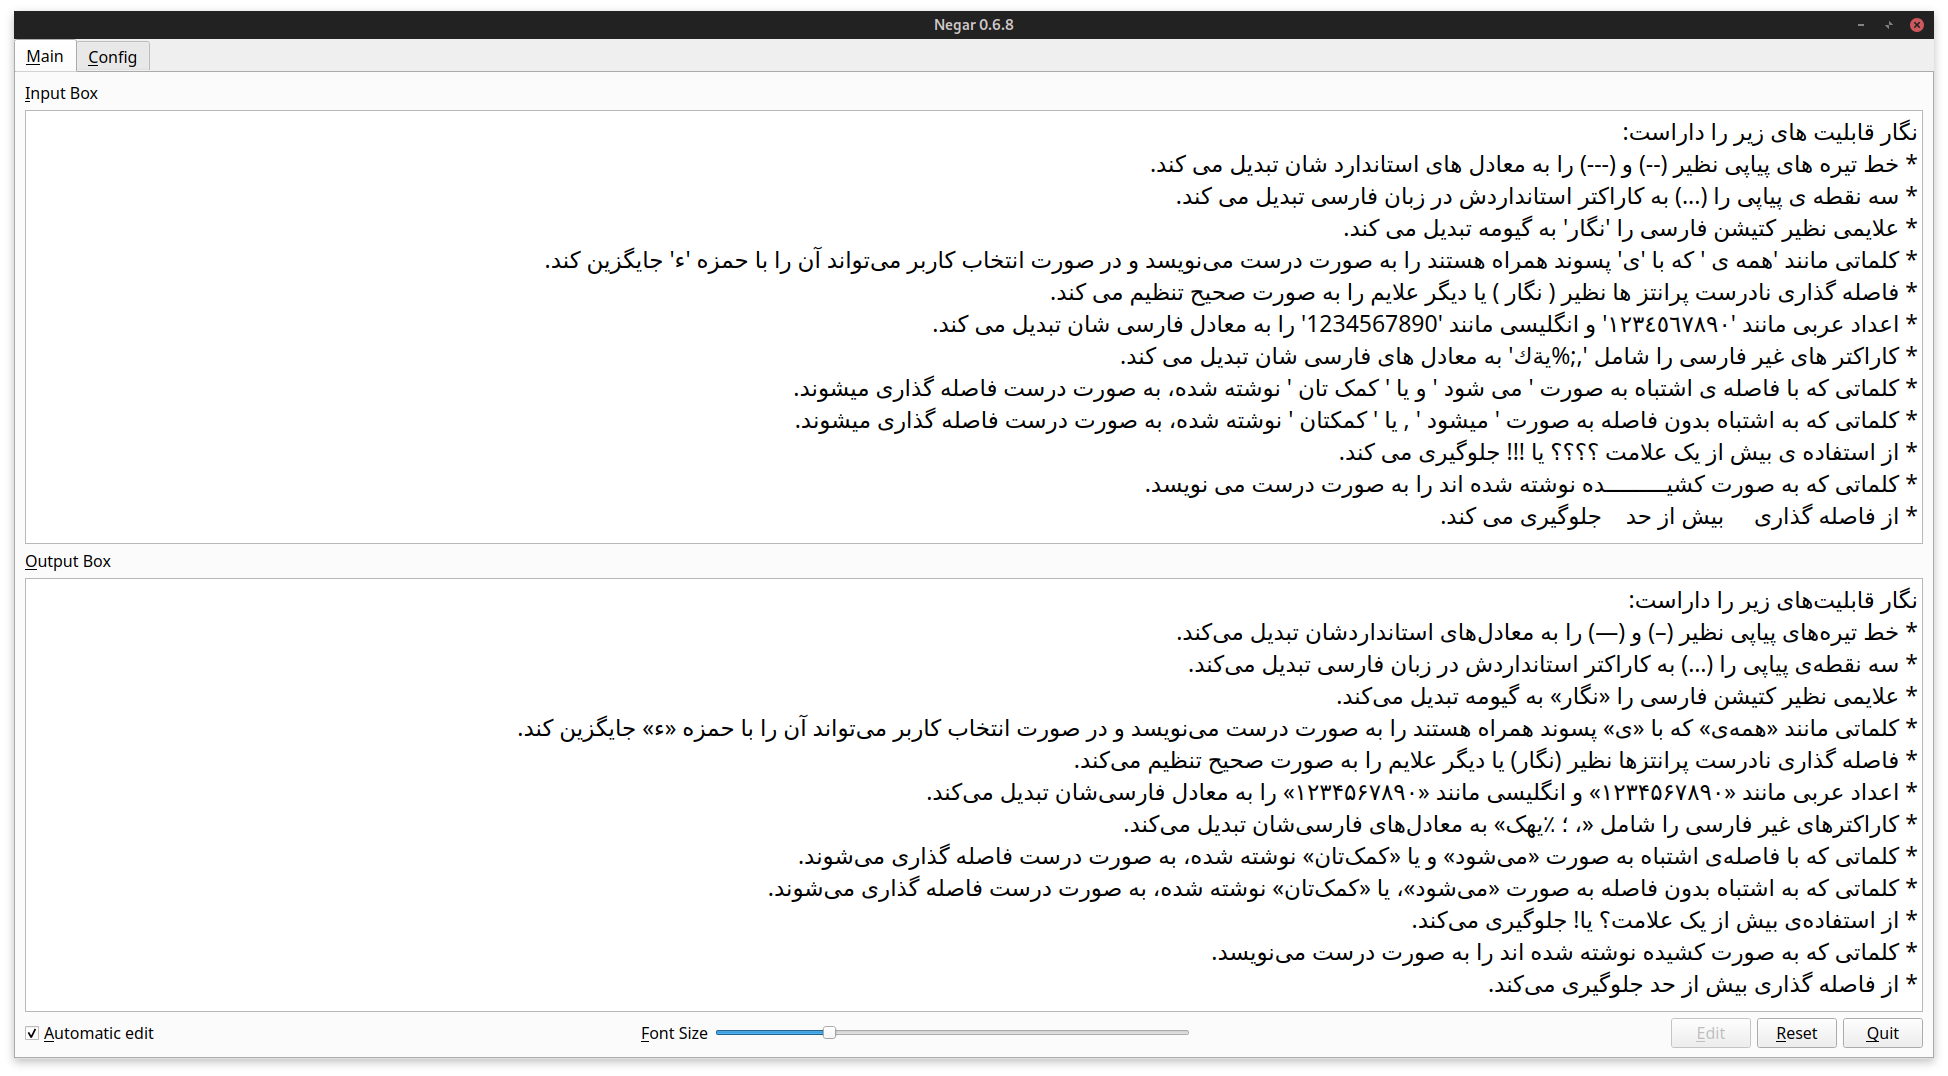 Negar 0.6.8
Main
Config
Input Box
نگار قابلیت های زیر را داراست:
* خط تیره های پیاپی نظیر (--) و (---) را به معادل های استاندارد شان تبدیل می کند.
* سه نقطه ی پیاپی را (...) به کاراکتر استانداردش در زبان فارسی تبدیل می کند.
* علایمی نظیر کتیشن فارسی را 'نگار' به گیومه تبدیل می کند.
* کلماتی مانند 'همه ی ' که با 'ی' پسوند همراه هستند را به صورت درست می‌نویسد و در صورت انتخاب کاربر می‌تواند آن را با حمزه 'ء' جایگزین کند.
* فاصله گذاری نادرست پرانتز ها نظیر ( نگار ) یا دیگر علایم را به صورت صحیح تنظیم می کند.
* اعداد عربی مانند '١٢٣٤٥٦٧٨٩٠' و انگلیسی مانند '1234567890' را به معادل فارسی شان تبدیل می کند.
* کاراکتر های غیر فارسی را شامل ',;%يةك' به معادل های فارسی شان تبدیل می کند.
* کلماتی که با فاصله ی اشتباه به صورت ' می شود ' و یا ' کمک تان ' نوشته شده، به صورت درست فاصله گذاری میشوند.
* کلماتی که به اشتباه بدون فاصله به صورت ' میشود ' , یا ' کمکتان ' نوشته شده، به صورت درست فاصله گذاری میشوند.
* از استفاده ی بیش از یک علامت ؟؟؟؟ یا !!! جلوگیری می کند.
* کلماتی که به صورت کشیـــــــــده نوشته شده اند را به صورت درست می نویسد.
* از فاصله گذاری     بیش از حد    جلوگیری می کند.
Output Box
نگار قابلیت‌های زیر را داراست:
* خط تیره‌های پیاپی نظیر (–) و (—) را به معادل‌های استانداردشان تبدیل می‌کند.
* سه نقطه‌ی پیاپی را (…) به کاراکتر استانداردش در زبان فارسی تبدیل می‌کند.
* علایمی نظیر کتیشن فارسی را «نگار» به گیومه تبدیل می‌کند.
* کلماتی مانند «همه‌ی» که با «ی» پسوند همراه هستند را به صورت درست می‌نویسد و در صورت انتخاب کاربر می‌تواند آن را با حمزه «ء» جایگزین کند.
* فاصله گذاری نادرست پرانتزها نظیر (نگار) یا دیگر علایم را به صورت صحیح تنظیم می‌کند.
* اعداد عربی مانند «۱۲۳۴۵۶۷۸۹۰» و انگلیسی مانند «۱۲۳۴۵۶۷۸۹۰» را به معادل فارسی‌شان تبدیل می‌کند.
* کاراکترهای غیر فارسی را شامل «، ؛ ٪یهک» به معادل‌های فارسی‌شان تبدیل می‌کند.
* کلماتی که با فاصله‌ی اشتباه به صورت «می‌شود» و یا «کمک‌تان» نوشته شده، به صورت درست فاصله گذاری می‌شوند.
* کلماتی که به اشتباه بدون فاصله به صورت «می‌شود»، یا «کمک‌تان» نوشته شده، به صورت درست فاصله گذاری می‌شوند.
* از استفاده‌ی بیش از یک علامت؟ یا! جلوگیری می‌کند.
* کلماتی که به صورت کشیده نوشته شده اند را به صورت درست می‌نویسد.
* از فاصله گذاری بیش از حد جلوگیری می‌کند.
Automatic edit
Font Size
Edit
Reset
Quit